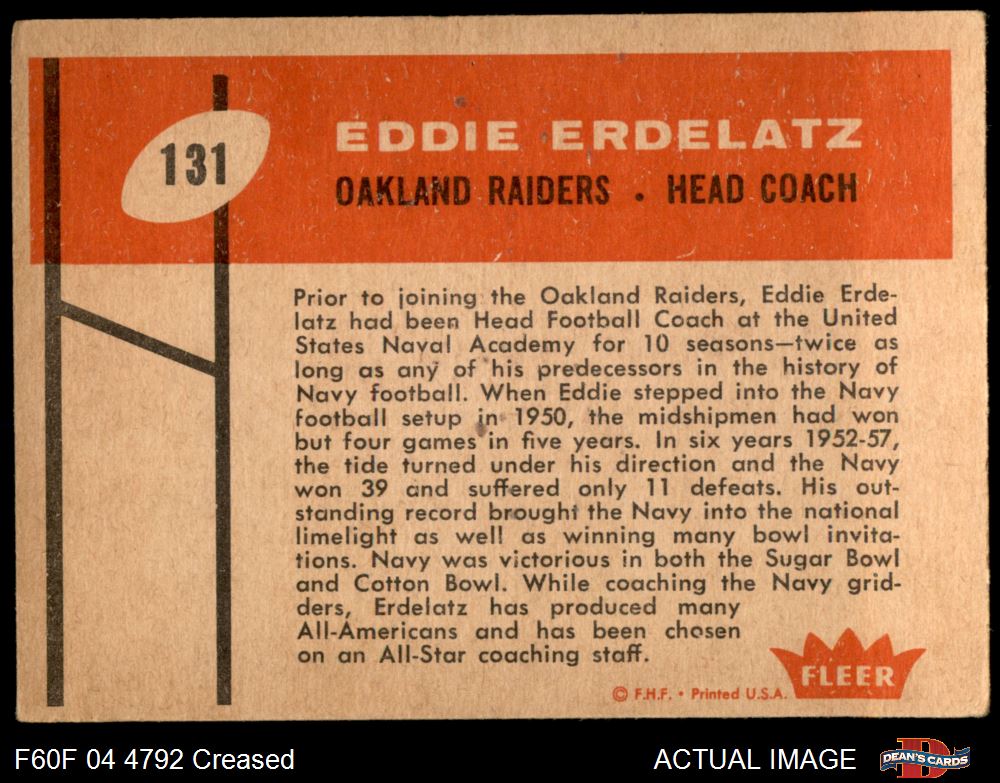 131
EDDIE ERDELATZ
OAKLAND RAIDERS . HEAD COACH
Prior to joining the Oakland Raiders, Eddie Erde-
latz had been Head Football Coach at the United
States Naval Academy for 10 seasons—twice as
long as any of his predecessors in the history of
Navy football. When Eddie stepped into the Navy
football setup in 1950, the midshipmen had won
but four games in five years. In six years 1952-57,
the tide turned under his direction and the Navy
won 39 and suffered only 11 defeats. His out-
standing record brought the Navy into the national
limelight as well as winning many bowl invita-
tions. Navy was victorious in both the Sugar Bowl
and Cotton Bowl. While coaching the Navy grid-
ders, Erdelatz has produced many
All-Americans and has been chosen
on an All-Star coaching staff.
FLEER
© F.H.F. • Printed U.S.A.
F60F 04 4792 Creased
ACTUAL IMAGE
D
DEAN'S CARDS